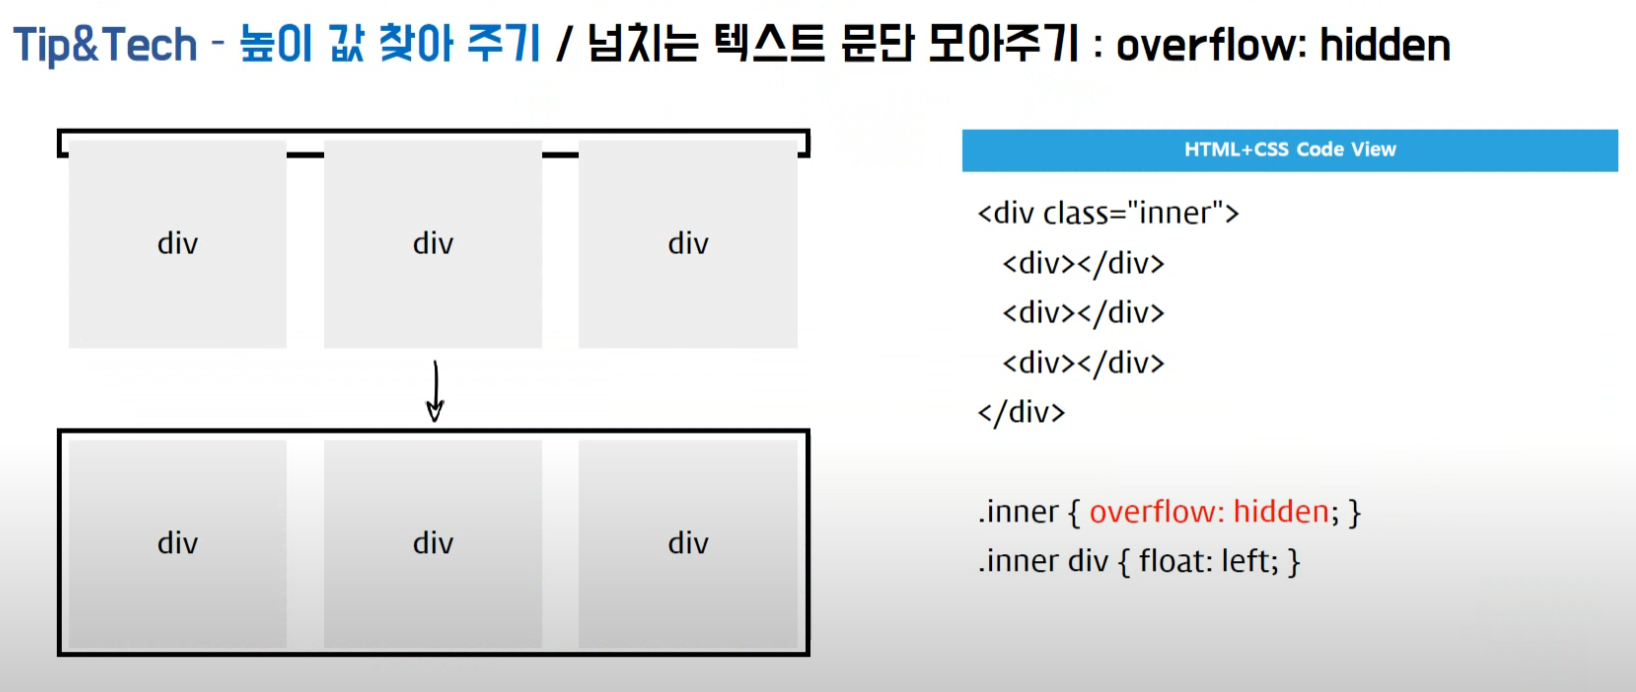 Tip&Tech - 높이 값 찾아 주기 / 넘치는 텍스트 문단 모아주기 : overflow: hidden
div div div
div div div
HTML+CSS Code View
<div class="inner">
<div></div>
<div></div>
<div></div>
</div>
.inner { overflow: hidden; }
.inner div { float: left; }